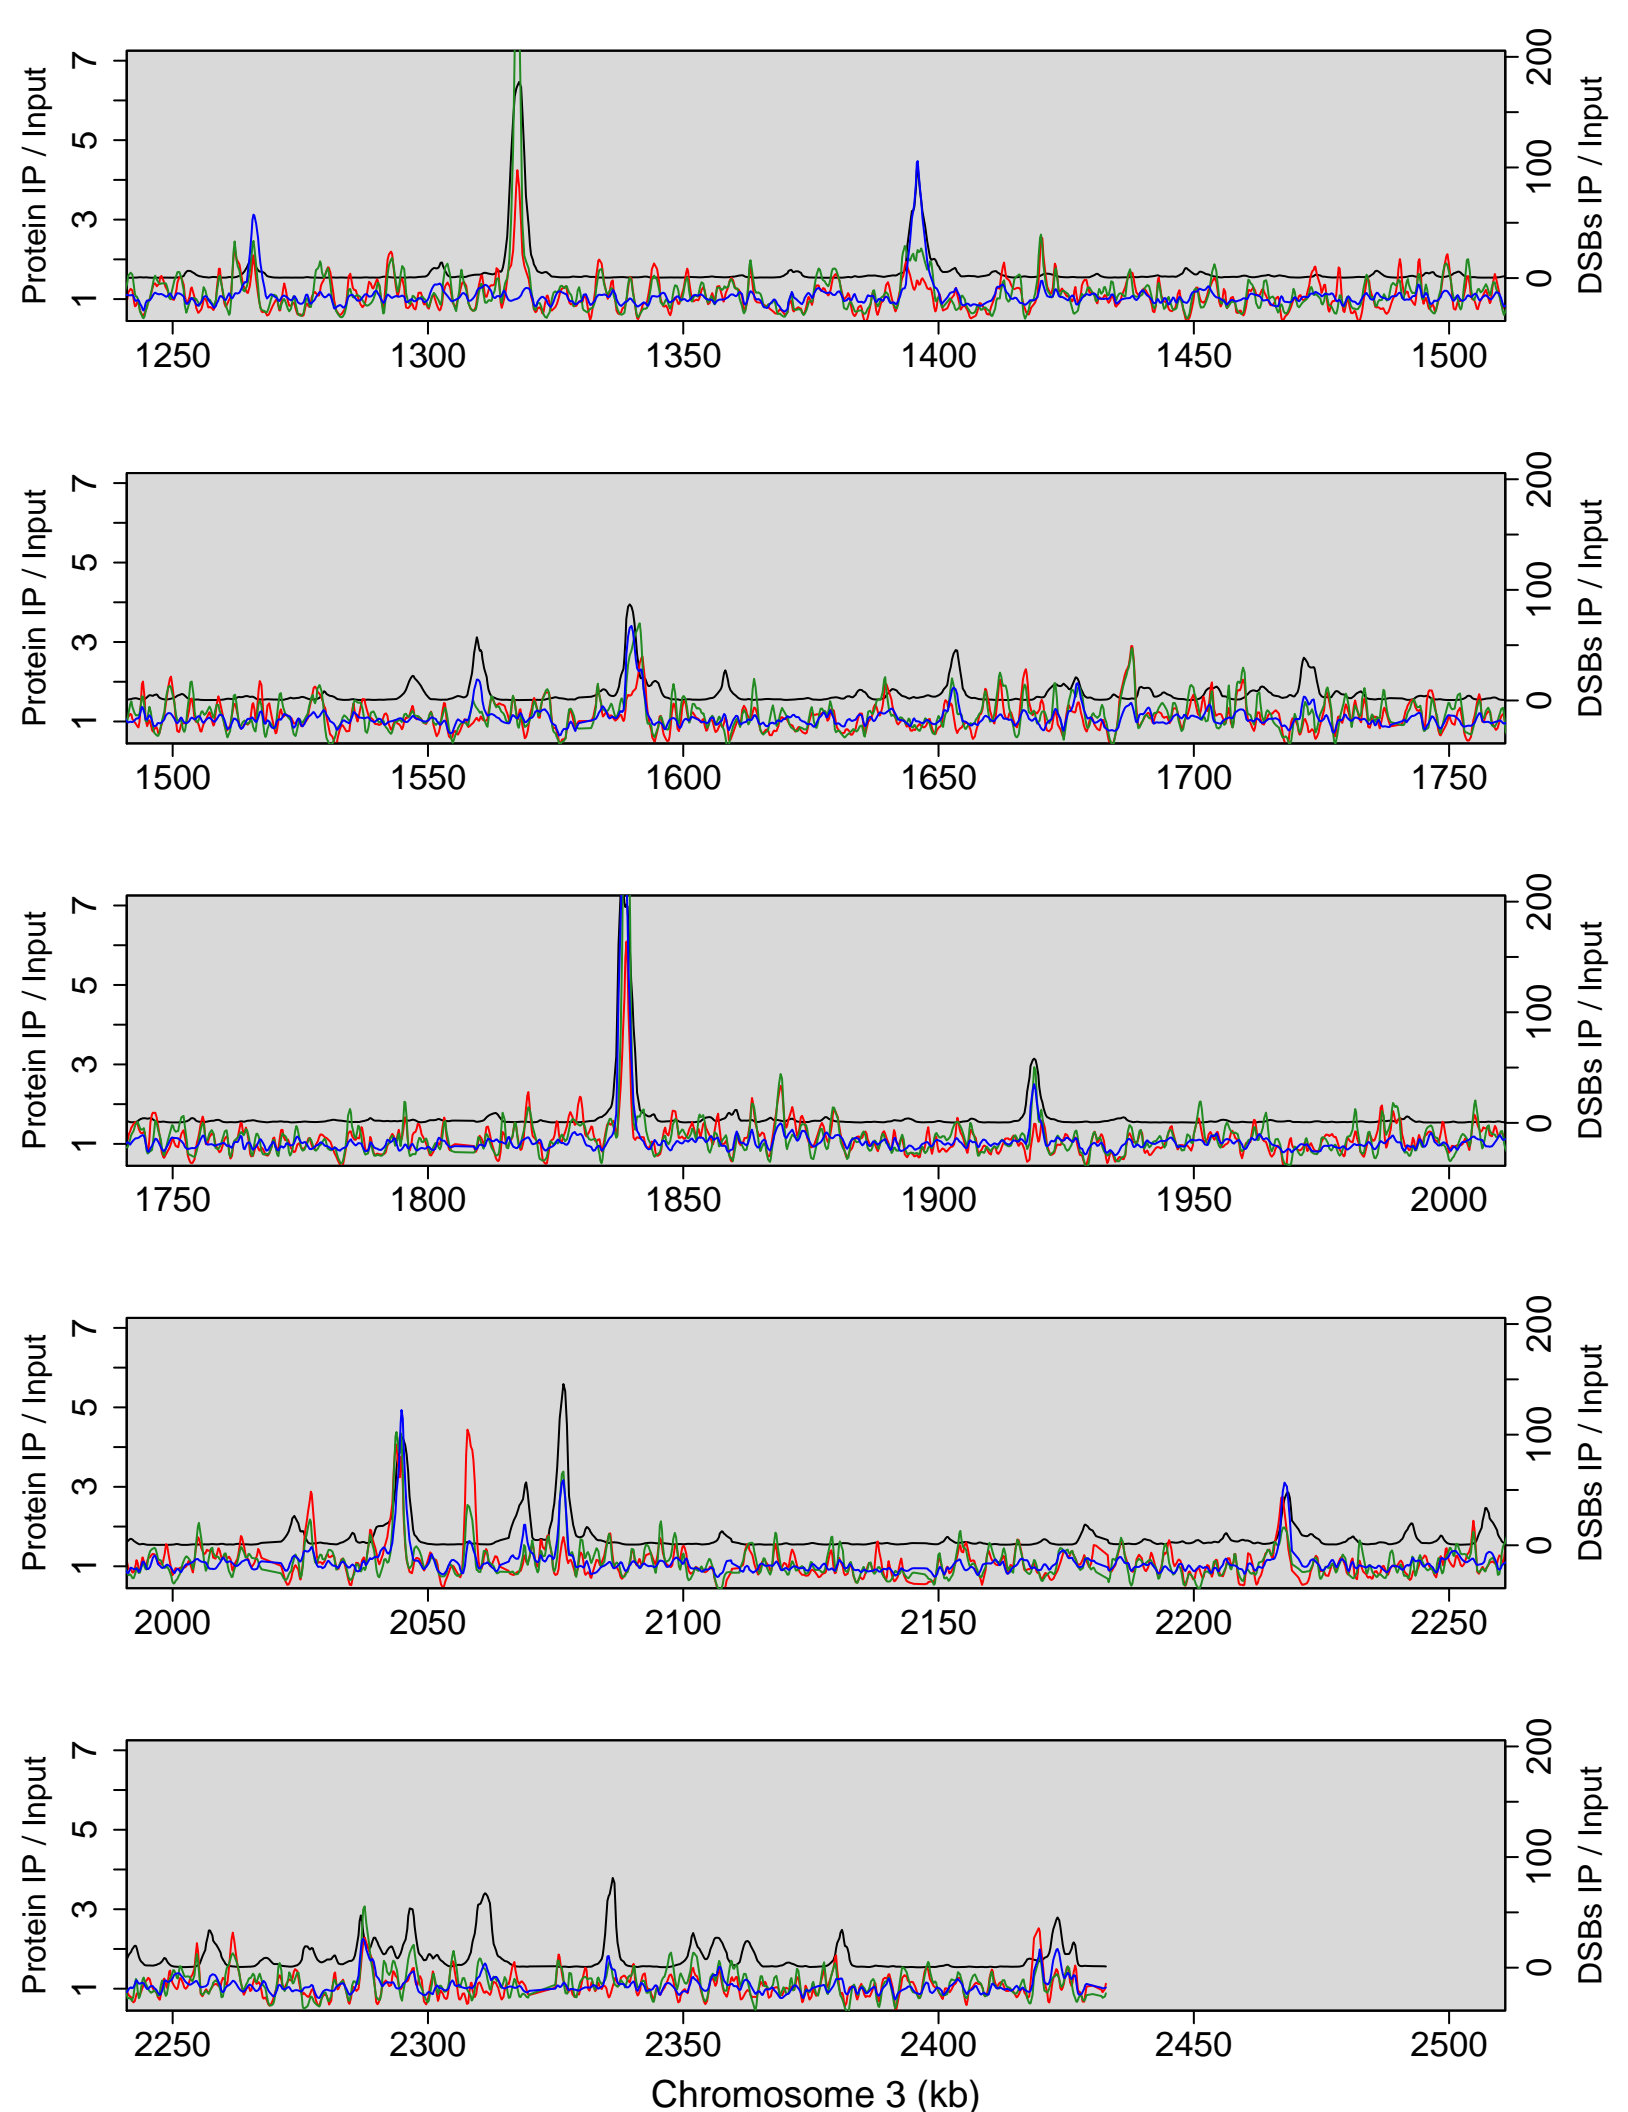 Protein IP / Input
7
5
3
1
200
100
0
DSBs IP / Input
1250 1300 1350 1400 1450 1500
Protein IP / Input
7
5
3
1
200
100
0
DSBs IP / Input
1500 1550 1600 1650 1700 1750
Protein IP / Input
7
5
3
1
200
100
0
DSBs IP / Input
1750 1800 1850 1900 1950 2000
Protein IP / Input
7
5
3
1
200
100
0
DSBs IP / Input
2000 2050 2100 2150 2200 2250
Protein IP / Input
7
5
3
1
200
100
0
DSBs IP / Input
2250 2300 2350 2400 2450 2500
Chromosome 3 (kb)